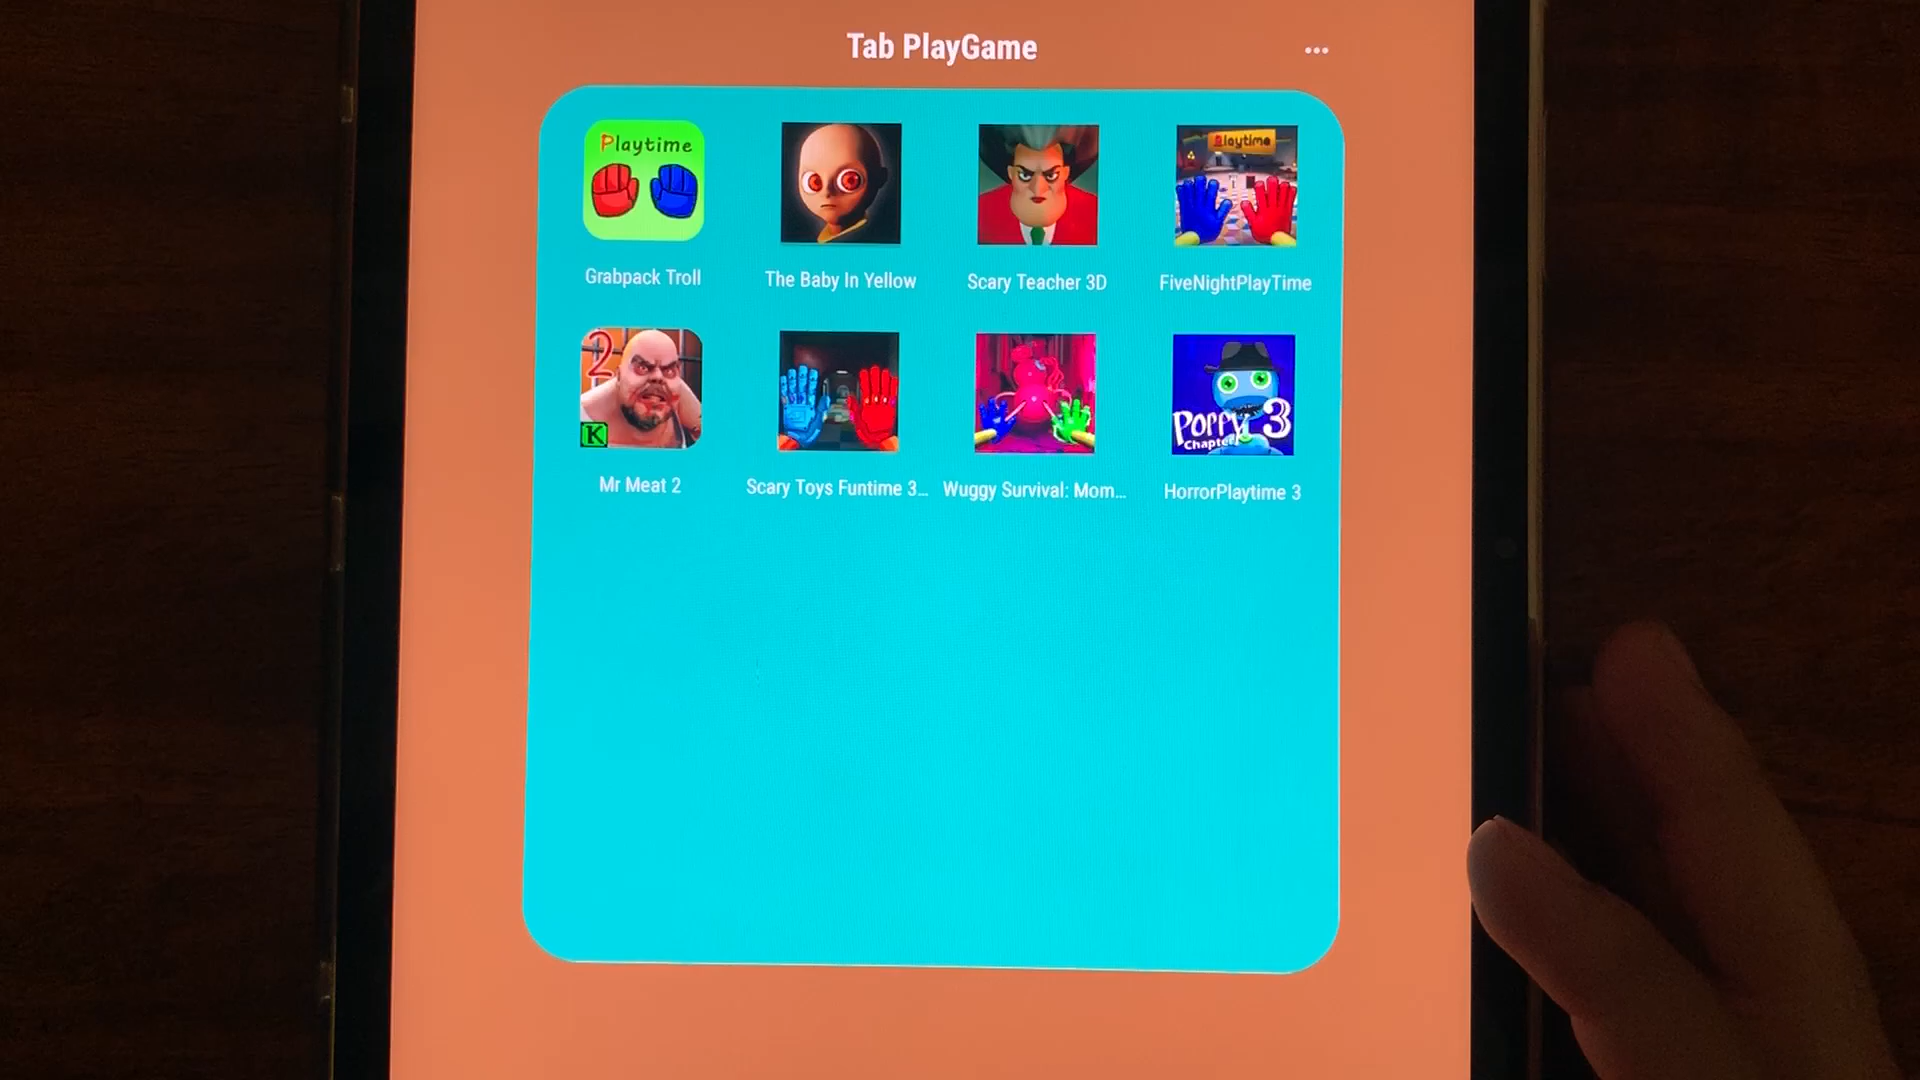 Tab PlayGame
Playtime
Playtime
Grabpack Troll
The Baby In Yellow
Scary Teacher 3D
FiveNightPlayTime
2
K
POPPY 3
Chapter
Mr Meat 2
Scary Toys Funtime 3...
Wuggy Survival: Mom...
HorrorPlaytime 3